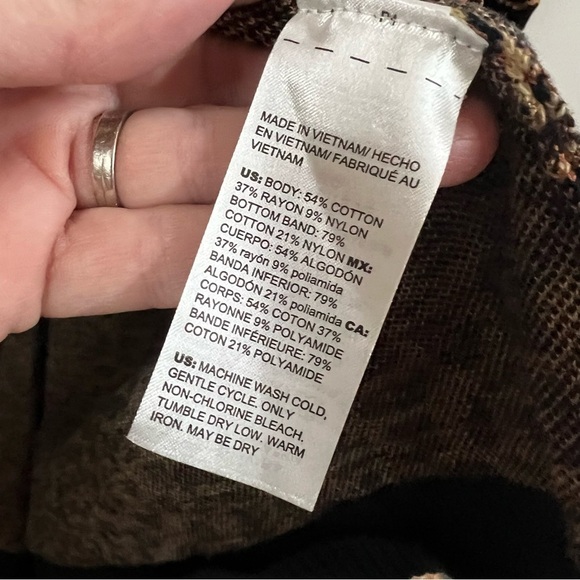 MADE IN VIETNAM/ HECHO
EN VIETNAM/ FABRIQUÉ AU
VIETNAM
US: BODY: 54% COTTON
37% RAYON 9% NYLON
BOTTOM BAND: 79%
COTTON 21% NYLON MX:
CUERPO: 54% ALGODÓN
37% rayón 9% poliamida
BANDA INFERIOR: 79%
ALGODÓN 21% poliamida CA:
CORPS: 54% COTON 37%
RAYONNE 9% POLYAMIDE
BANDE INFÉRIEURE: 79%
COTON 21% POLYAMIDE
US: MACHINE WASH COLD,
GENTLE CYCLE. ONLY
NON-CHLORINE BLEACH.
TUMBLE DRY LOW. WARM
IRON. MAY BE DRY